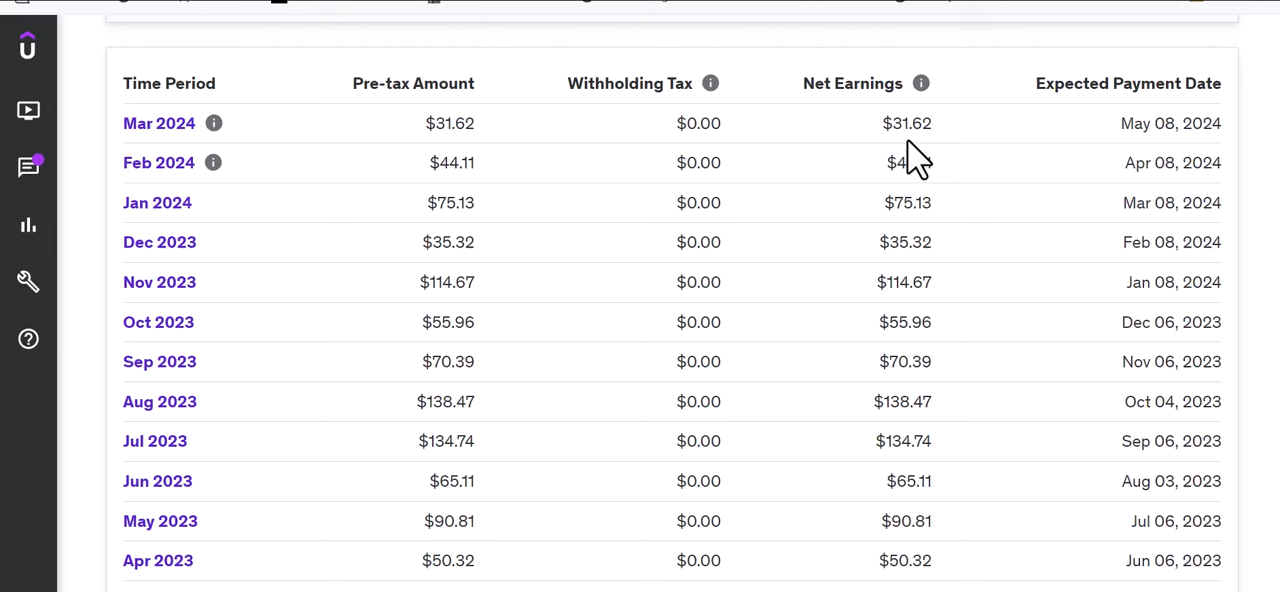 Time Period Pre-tax Amount Withholding Tax Net Earnings Expected Payment Date
Mar 2024 $31.62 $0.00 $31.62 May 08, 2024
Feb 2024 $44.11 $0.00 Apr 08, 2024
Jan 2024 $75.13 $0.00 $75.13 Mar 08, 2024
Dec 2023 $35.32 $0.00 $35.32 Feb 08, 2024
Nov 2023 $114.67 $0.00 $114.67 Jan 08, 2024
Oct 2023 $55.96 $0.00 $55.96 Dec 06, 2023
Sep 2023 $70.39 $0.00 $70.39 Nov 06, 2023
Aug 2023 $138.47 $0.00 $138.47 Oct 04, 2023
Jul 2023 $134.74 $0.00 $134.74 Sep 06, 2023
Jun 2023 $65.11 $0.00 $65.11 Aug 03, 2023
May 2023 $90.81 $0.00 $90.81 Jul 06, 2023
Apr 2023 $50.32 $0.00 $50.32 Jun 06, 2023